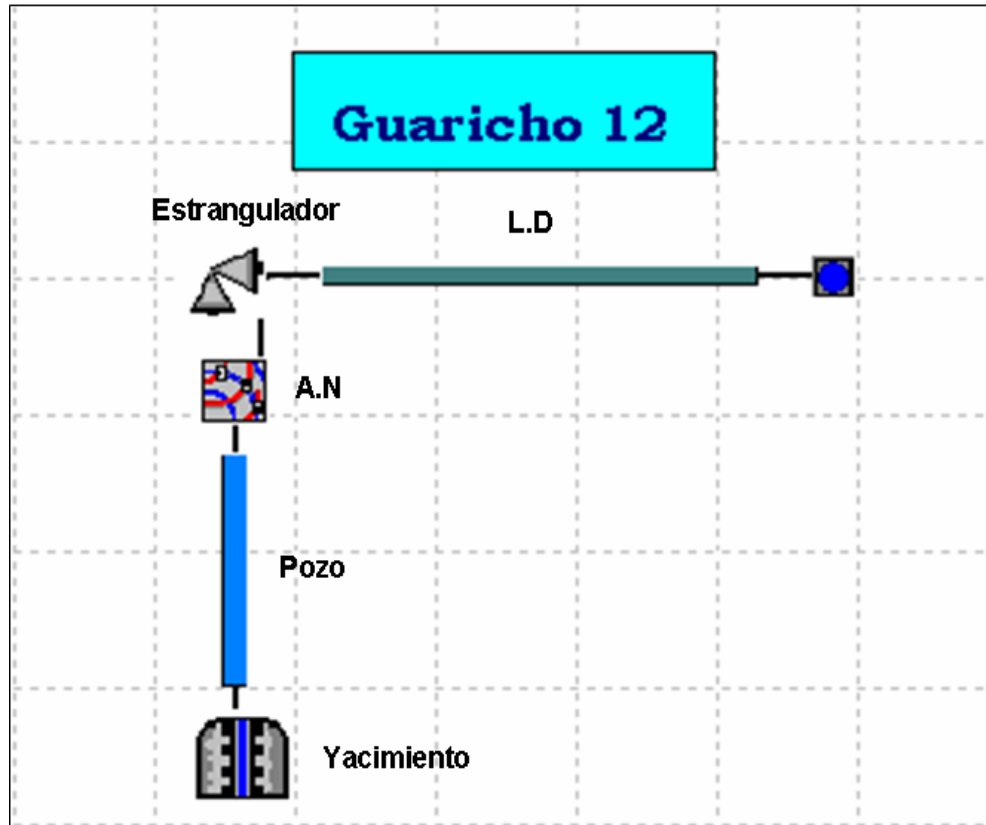 Guaricho 12
Estrangulador
L.D
A.N
Pozo
Yacimiento